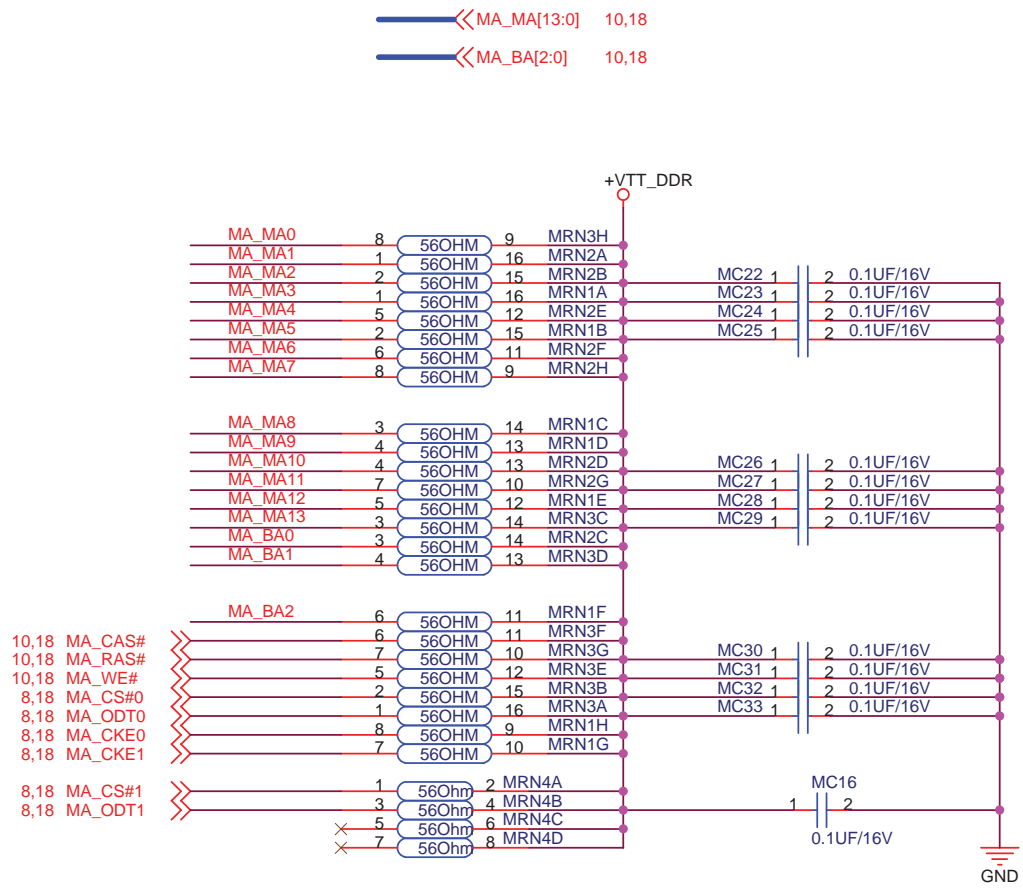 MA_MA[13:0] 10,18
MA_BA[2:0] 10,18
+VTT_DDR
MA_MA0 8 56OHM 9 MRN3H
MA_MA1 1 56OHM 16 MRN2A
MA_MA2 2 56OHM 15 MRN2B MC22 1 2 0.1UF/16V
MA_MA3 1 56OHM 16 MRN1A MC23 1 2 0.1UF/16V
MA_MA4 5 56OHM 12 MRN2E MC24 1 2 0.1UF/16V
MA_MA5 2 56OHM 15 MRN1B MC25 1 2 0.1UF/16V
MA_MA6 6 56OHM 11 MRN2F
MA_MA7 8 56OHM 9 MRN2H
MA_MA8 3 56OHM 14 MRN1C
MA_MA9 4 56OHM 13 MRN1D
MA_MA10 4 56OHM 13 MRN2D MC26 1 2 0.1UF/16V
MA_MA11 7 56OHM 10 MRN2G MC27 1 2 0.1UF/16V
MA_MA12 5 56OHM 12 MRN1E MC28 1 2 0.1UF/16V
MA_MA13 3 56OHM 14 MRN3C MC29 1 2 0.1UF/16V
MA_BA0 3 56OHM 14 MRN2C
MA_BA1 4 56OHM 13 MRN3D
MA_BA2 6 56OHM 11 MRN1F
10,18 MA_CAS# 6 56OHM 11 MRN3F
10,18 MA_RAS# 7 56OHM 10 MRN3G MC30 1 2 0.1UF/16V
10,18 MA_WE# 5 56OHM 12 MRN3E MC31 1 2 0.1UF/16V
8,18 MA_CS#0 2 56OHM 15 MRN3B MC32 1 2 0.1UF/16V
8,18 MA_ODT0 1 56OHM 16 MRN3A MC33 1 2 0.1UF/16V
8,18 MA_CKE0 8 56OHM 9 MRN1H
8,18 MA_CKE1 7 56OHM 10 MRN1G
8,18 MA_CS#1 1 56Ohm 2 MRN4A MC16
8,18 MA_ODT1 3 56Ohm 4 MRN4B 1 2
5 56Ohm 6 MRN4C 0.1UF/16V
7 56Ohm 8 MRN4D
GND